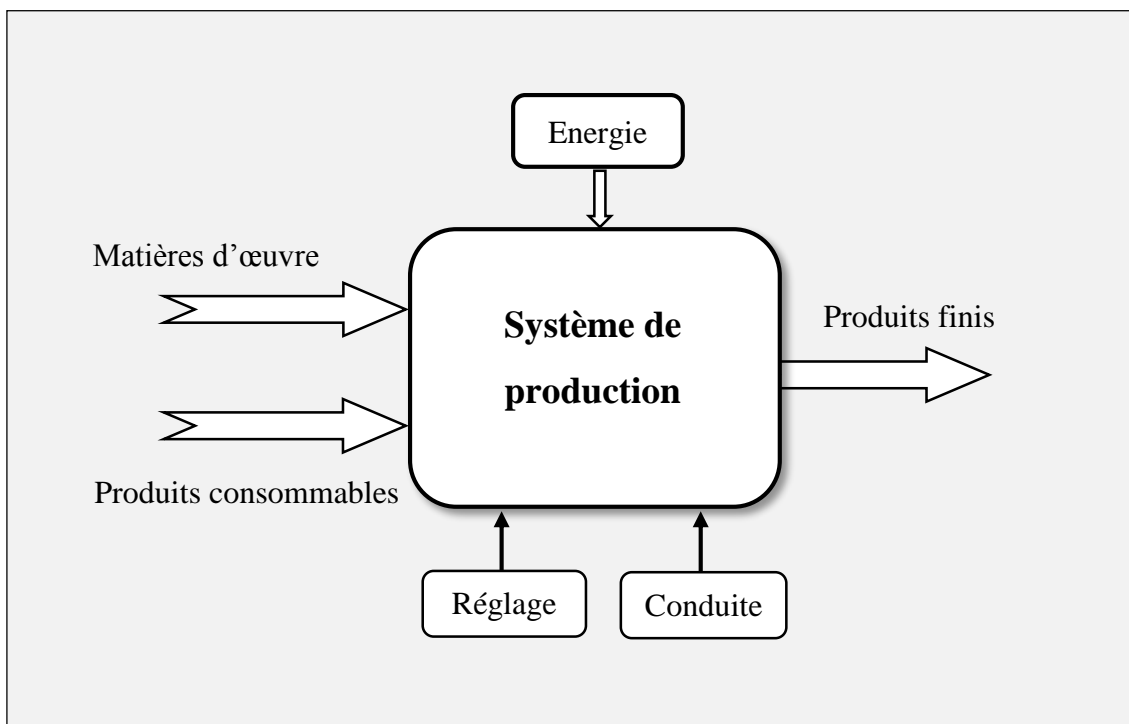 Energie
Matières d’œuvre
Système de
production
Produits finis
Produits consommables
Réglage
Conduite